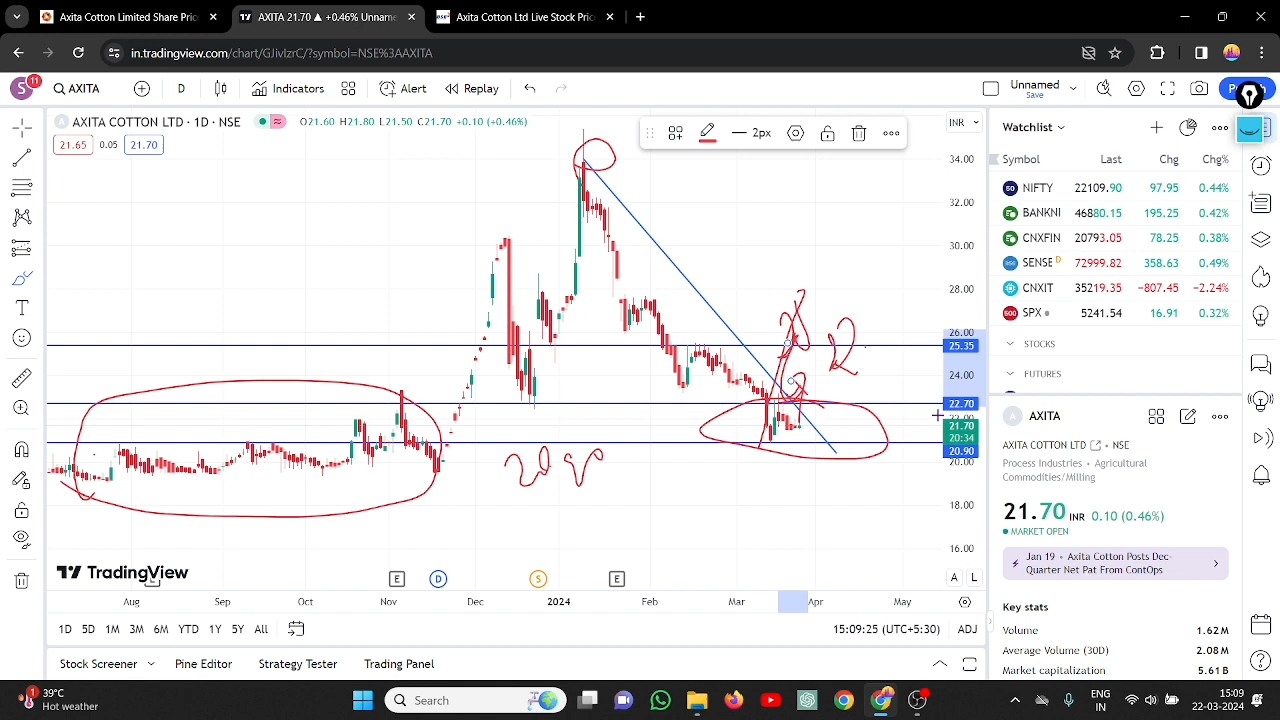 Axita Cotton Limited Share Pric
AXITA 21.70 ▲ +0.46% Unname
Axita Cotton Ltd Live Stock Pric
in.tradingview.com/chart/GJivlzrC/?symbol=NSE%3AAXITA
S 11 AXITA D Indicators Alert Replay Unnamed
Save
AXITA COTTON LTD · 1D · NSE O21.60 H21.80 L21.50 C21.70 +0.10 (+0.46%)
21.65 0.05 21.70
2px
INR
34.00
32.00
30.00
28.00
26.00
25.35
24.00
22.70
22.00
21.70
20:34
20.90
20.00
18.00
16.00
20.90
TradingView
E D S E
A L
Aug Sep Oct Nov Dec 2024 Feb Mar Apr May
1D 5D 1M 3M 6M YTD 1Y 5Y All 15:09:25 (UTC+5:30) ADJ
Stock Screener Pine Editor Strategy Tester Trading Panel
Watchlist
Symbol Last Chg Chg%
50 NIFTY 22109.90 97.95 0.44%
BANKNI 46880.15 195.25 0.42%
CNXFIN 20793.05 78.25 0.38%
SENSE D 72999.82 358.63 0.49%
CNXIT 35219.35 −807.45 −2.24%
500 SPX 5241.54 16.91 0.32%
STOCKS
FUTURES
A AXITA
AXITA COTTON LTD · NSE
Process Industries · Agricultural
Commodities/Milling
21.70 INR 0.10 (0.46%)
MARKET OPEN
Jan 19 · Axita Cotton Posts Dec-
Quarter Net Pat From ContOps
Key stats
Volume 1.62 M
Average Volume (30D) 2.08 M
Market capitalization 5.61 B
1 39°C
Hot weather
Search
ENG
IN
15:09
22-03-2024